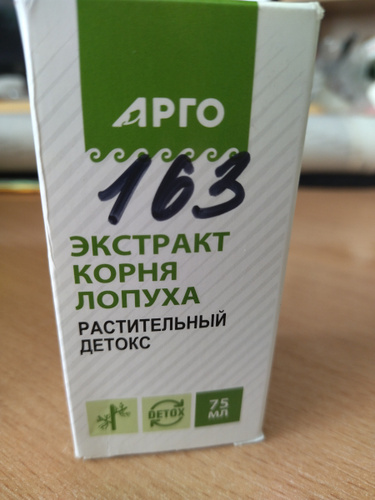 АРГО
163
ЭКСТРАКТ
КОРНЯ
ЛОПУХА
РАСТИТЕЛЬНЫЙ
ДЕТОКС
DETOX
75
МЛ